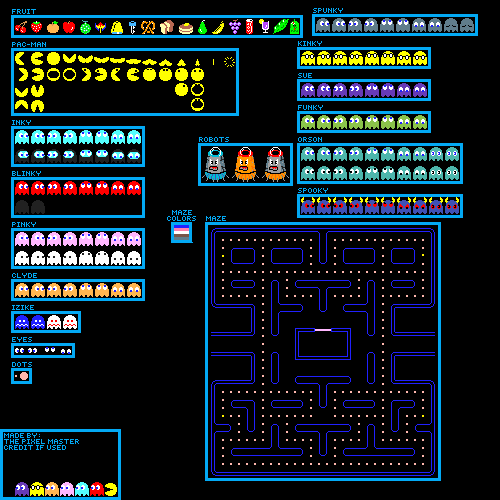 FRUIT
SPUNKY
PAC-MAN
KINKY
SUE
FUNKY
INKY
ROBOTS
ORSON
BLINKY
SPOOKY
MAZE
COLORS
MAZE
PINKY
CLYDE
IZIKE
EYES
DOTS
MADE BY:
THE PIXEL MASTER
CREDIT IF USED